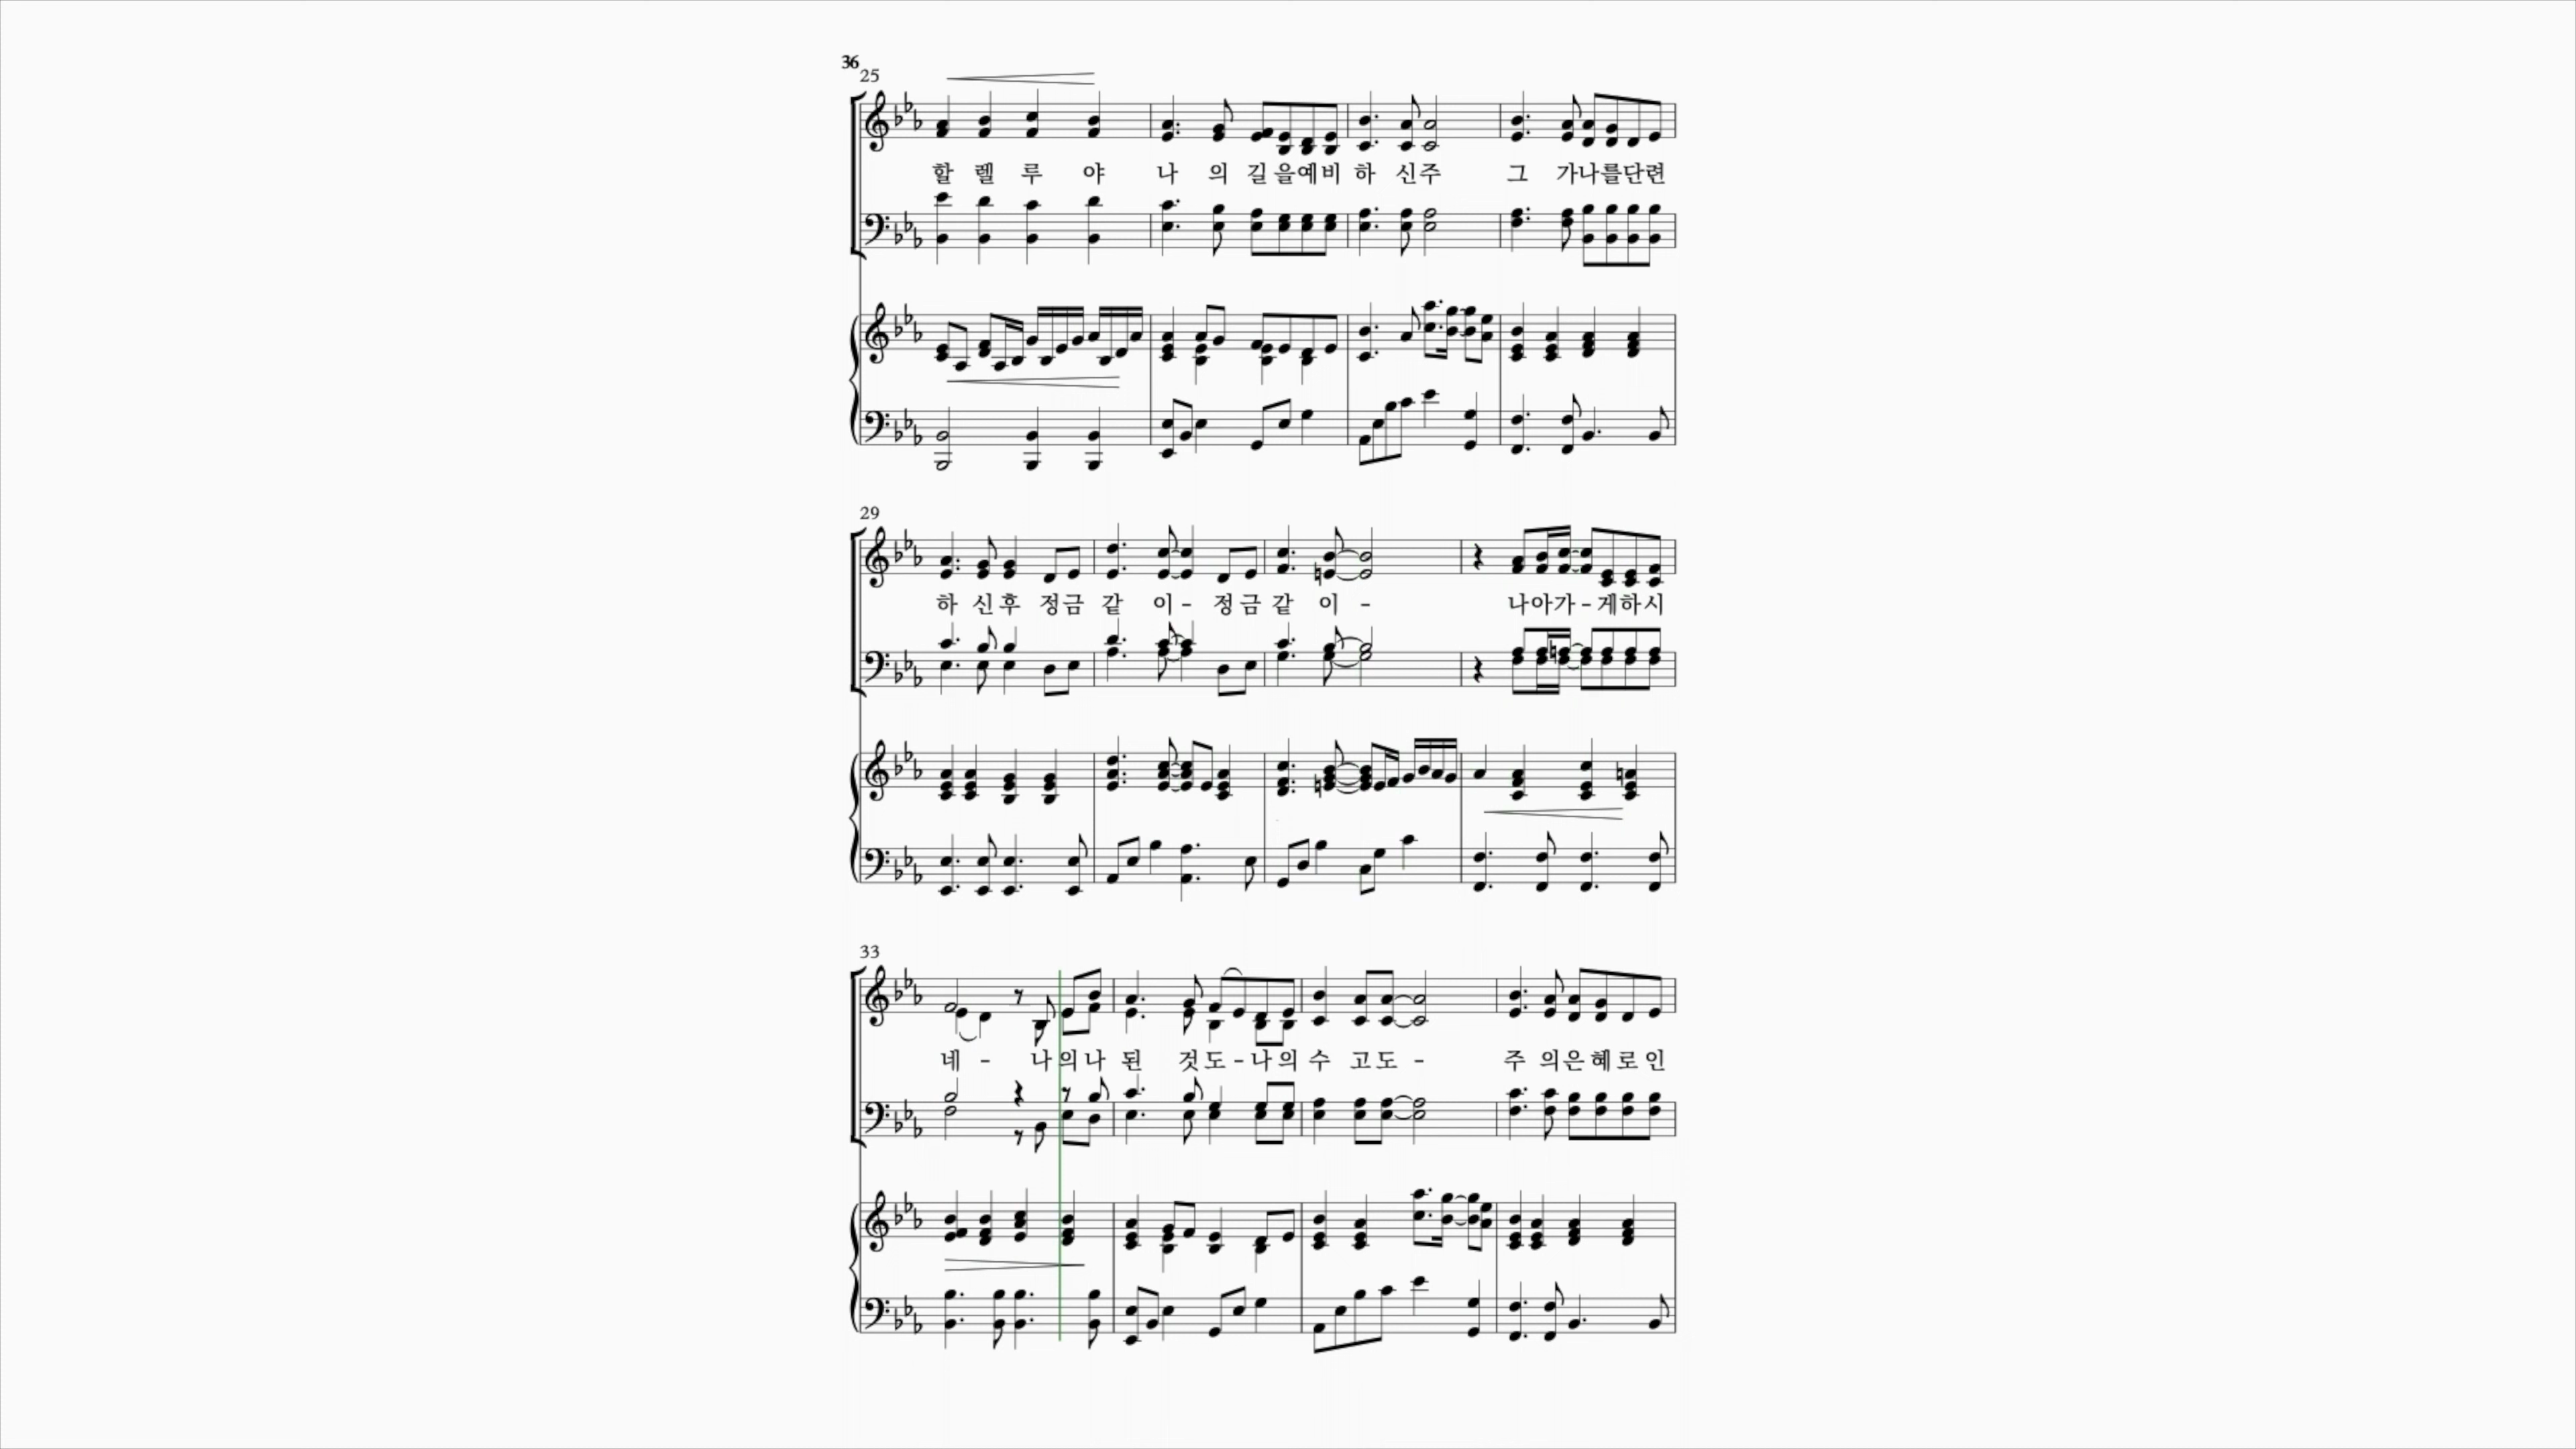 36
25
할 렐 루 야 나 의 길 을예비 하 신주 그 가나를단련
29
하 신후 정금 같 이 - 정금 같 이 - 나아가 - 게하시
33
네 - 나의나 된 것도 - 나의 수 고도 - 주 의은혜로인